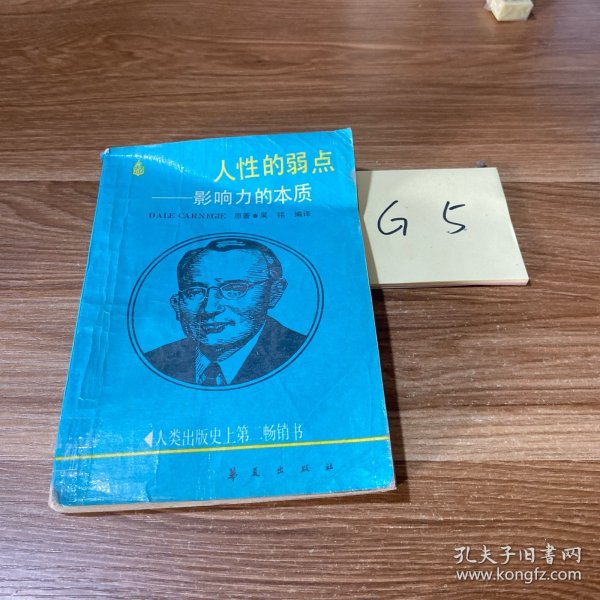 人性的弱点
——影响力的本质
DALE CARNEGIE 原著 吴 编译
人类出版史上第二畅销书
华夏出版社
G 5
孔夫子旧书网
www.kongfz.com